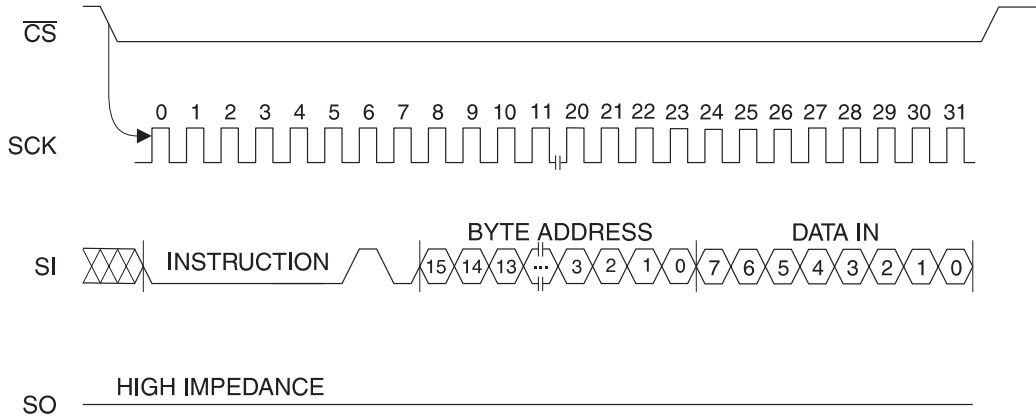 CS
0 1 2 3 4 5 6 7 8 9 10 11 20 21 22 23 24 25 26 27 28 29 30 31
SCK
BYTE ADDRESS DATA IN
SI INSTRUCTION 15 14 13 ... 3 2 1 0 7 6 5 4 3 2 1 0
HIGH IMPEDANCE
SO